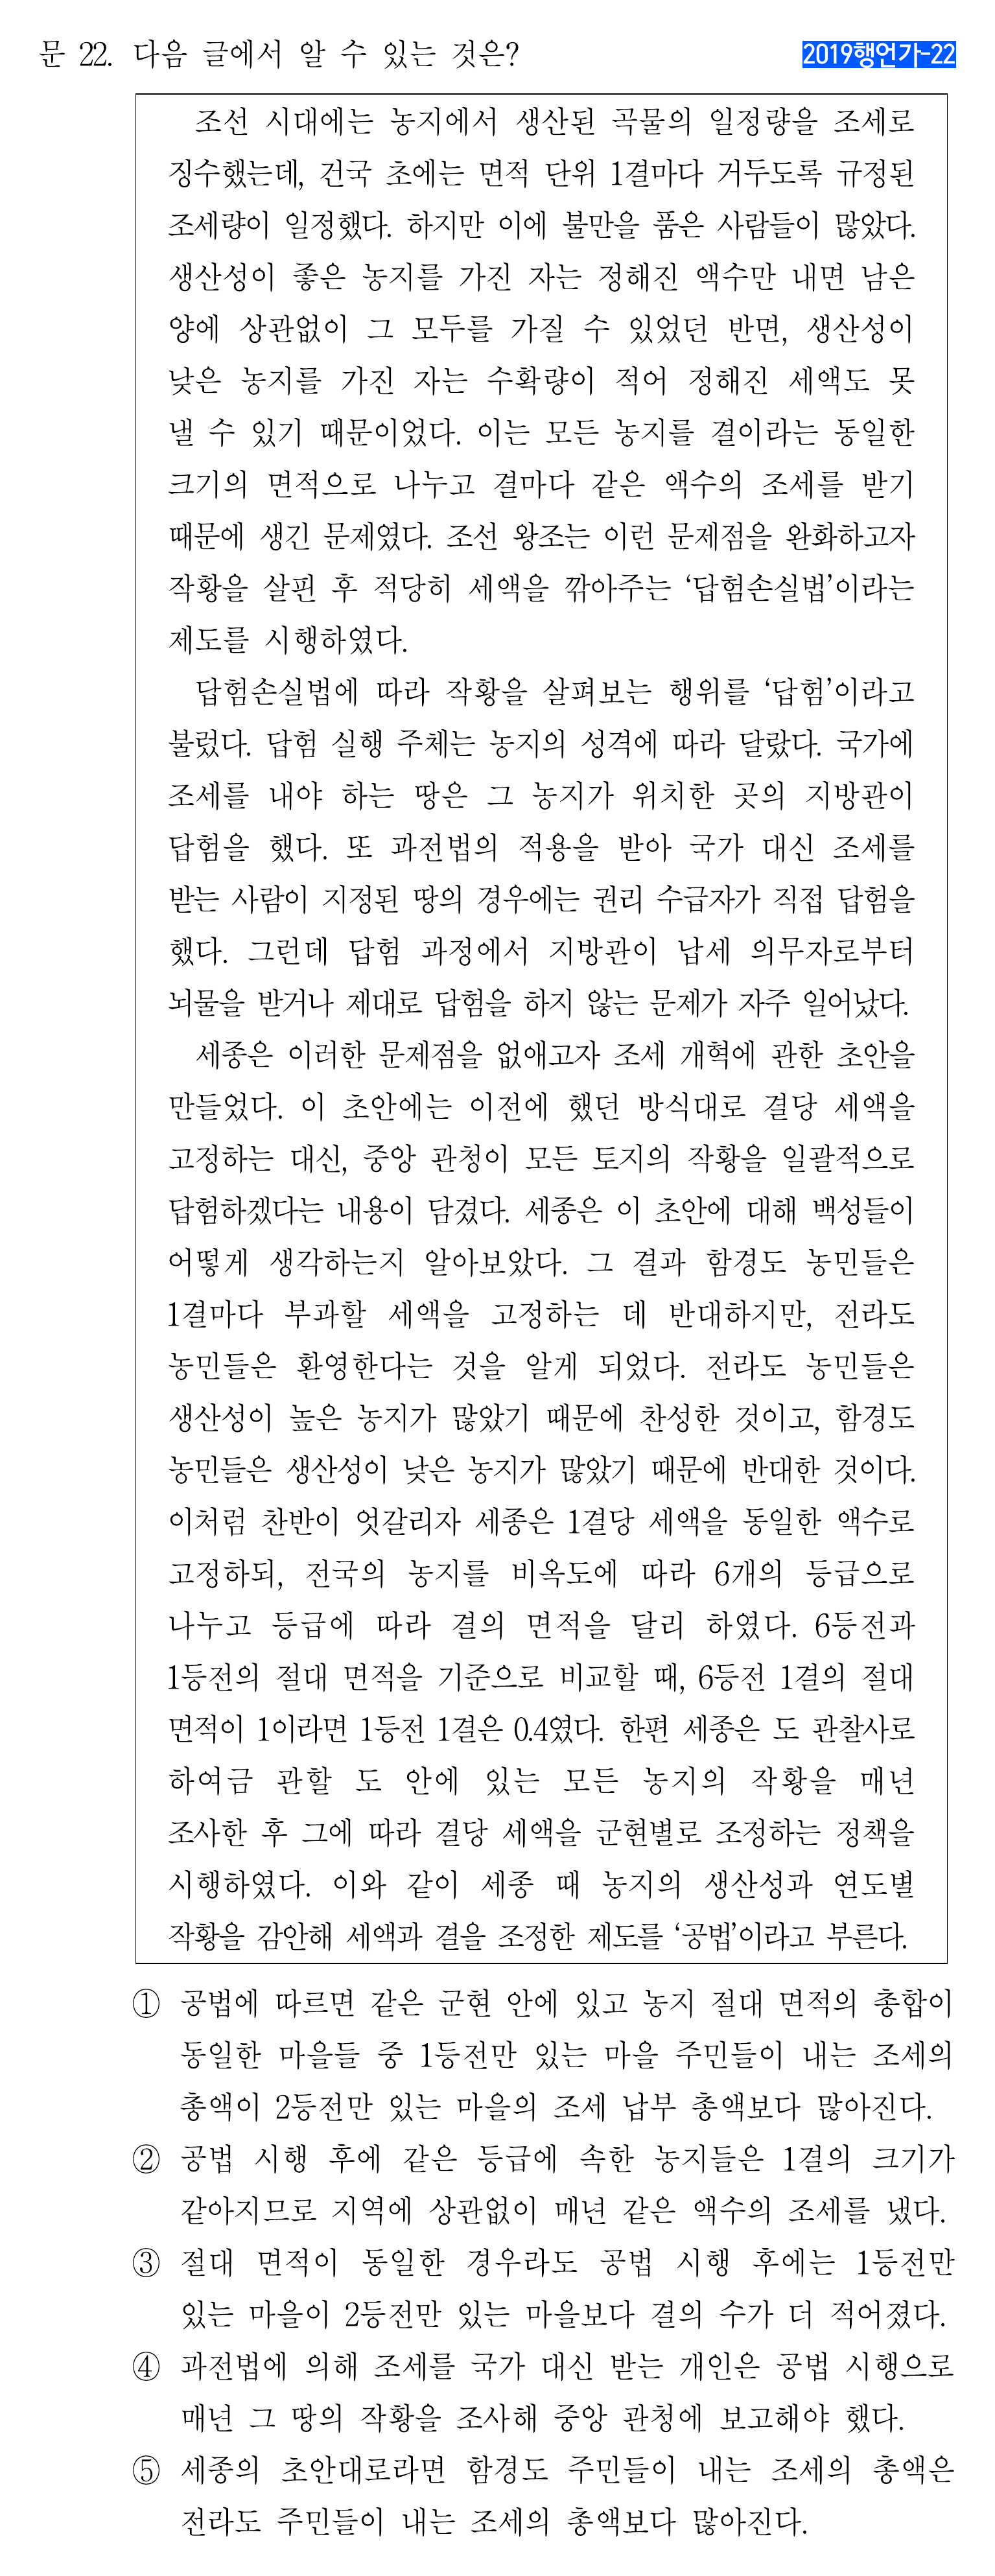 문 22. 다음 글에서 알 수 있는 것은?
2019행언가-22
조선 시대에는 농지에서 생산된 곡물의 일정량을 조세로
징수했는데, 건국 초에는 면적 단위 1결마다 거두도록 규정된
조세량이 일정했다. 하지만 이에 불만을 품은 사람들이 많았다.
생산성이 좋은 농지를 가진 자는 정해진 액수만 내면 남은
양에 상관없이 그 모두를 가질 수 있었던 반면, 생산성이
낮은 농지를 가진 자는 수확량이 적어 정해진 세액도 못
낼 수 있기 때문이었다. 이는 모든 농지를 결이라는 동일한
크기의 면적으로 나누고 결마다 같은 액수의 조세를 받기
때문에 생긴 문제였다. 조선 왕조는 이런 문제점을 완화하고자
작황을 살핀 후 적당히 세액을 깎아주는 ‘답험손실법’이라는
제도를 시행하였다.
답험손실법에 따라 작황을 살펴보는 행위를 ‘답험’이라고
불렀다. 답험 실행 주체는 농지의 성격에 따라 달랐다. 국가에
조세를 내야 하는 땅은 그 농지가 위치한 곳의 지방관이
답험을 했다. 또 과전법의 적용을 받아 국가 대신 조세를
받는 사람이 지정된 땅의 경우에는 권리 수급자가 직접 답험을
했다. 그런데 답험 과정에서 지방관이 납세 의무자로부터
뇌물을 받거나 제대로 답험을 하지 않는 문제가 자주 일어났다.
세종은 이러한 문제점을 없애고자 조세 개혁에 관한 초안을
만들었다. 이 초안에는 이전에 했던 방식대로 결당 세액을
고정하는 대신, 중앙 관청이 모든 토지의 작황을 일괄적으로
답험하겠다는 내용이 담겼다. 세종은 이 초안에 대해 백성들이
어떻게 생각하는지 알아보았다. 그 결과 함경도 농민들은
1결마다 부과할 세액을 고정하는 데 반대하지만, 전라도
농민들은 환영한다는 것을 알게 되었다. 전라도 농민들은
생산성이 높은 농지가 많았기 때문에 찬성한 것이고, 함경도
농민들은 생산성이 낮은 농지가 많았기 때문에 반대한 것이다.
이처럼 찬반이 엇갈리자 세종은 1결당 세액을 동일한 액수로
고정하되, 전국의 농지를 비옥도에 따라 6개의 등급으로
나누고 등급에 따라 결의 면적을 달리 하였다. 6등전과
1등전의 절대 면적을 기준으로 비교할 때, 6등전 1결의 절대
면적이 1이라면 1등전 1결은 0.4였다. 한편 세종은 도 관찰사로
하여금 관할 도 안에 있는 모든 농지의 작황을 매년
조사한 후 그에 따라 결당 세액을 군현별로 조정하는 정책을
시행하였다. 이와 같이 세종 때 농지의 생산성과 연도별
작황을 감안해 세액과 결을 조정한 제도를 ‘공법’이라고 부른다.
① 공법에 따르면 같은 군현 안에 있고 농지 절대 면적의 총합이
동일한 마을들 중 1등전만 있는 마을 주민들이 내는 조세의
총액이 2등전만 있는 마을의 조세 납부 총액보다 많아진다.
② 공법 시행 후에 같은 등급에 속한 농지들은 1결의 크기가
같아지므로 지역에 상관없이 매년 같은 액수의 조세를 냈다.
③ 절대 면적이 동일한 경우라도 공법 시행 후에는 1등전만
있는 마을이 2등전만 있는 마을보다 결의 수가 더 적어졌다.
④ 과전법에 의해 조세를 국가 대신 받는 개인은 공법 시행으로
매년 그 땅의 작황을 조사해 중앙 관청에 보고해야 했다.
⑤ 세종의 초안대로라면 함경도 주민들이 내는 조세의 총액은
전라도 주민들이 내는 조세의 총액보다 많아진다.